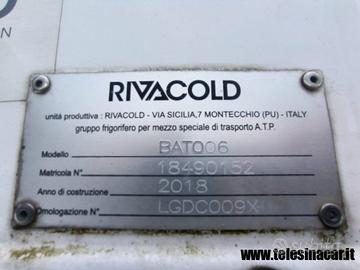 RIVACOLD
unità produttiva : RIVACOLD - VIA SICILIA,7 MONTECCHIO (PU) - ITALY
gruppo frigorifero per mezzo speciale di trasporto A.T.P.
Modello BAT006
Matricola N° 18490152
Anno di costruzione 2018
Omologazione N° LGDC009X
www.telesinacar.it